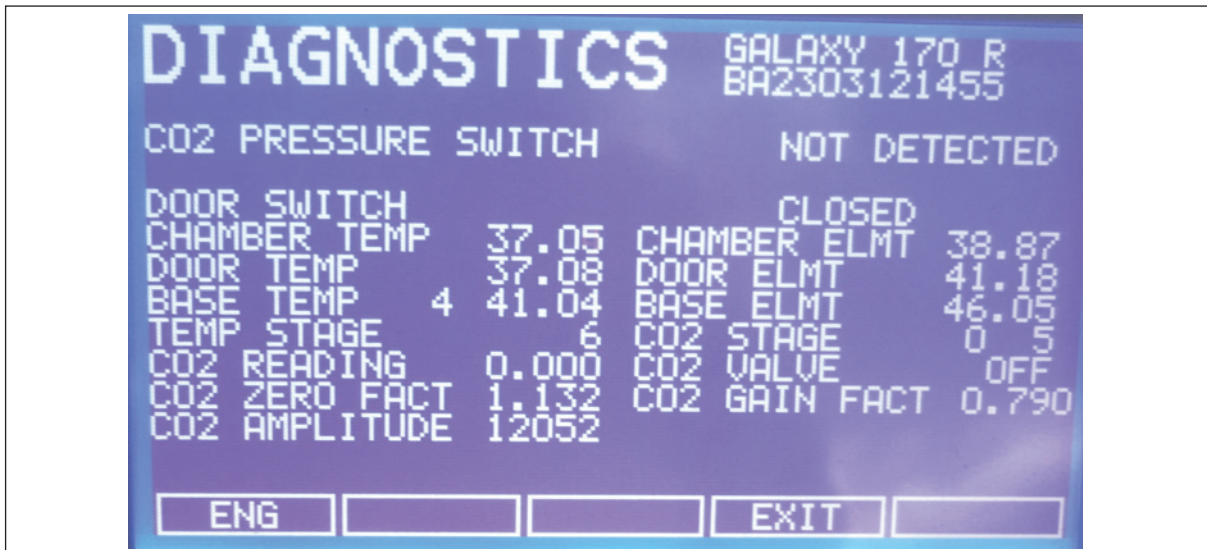 DIAGNOSTICS
GALAXY 170 R
BA2303121455
CO2 PRESSURE SWITCH NOT DETECTED
DOOR SWITCH CLOSED
CHAMBER TEMP 37.05 CHAMBER ELMT 38.87
DOOR TEMP 37.08 DOOR ELMT 41.18
BASE TEMP 4 41.04 BASE ELMT 46.05
TEMP STAGE 6 CO2 STAGE 0 5
CO2 READING 0.000 CO2 VALVE OFF
CO2 ZERO FACT 1.132 CO2 GAIN FACT 0.790
CO2 AMPLITUDE 12052
ENG EXIT